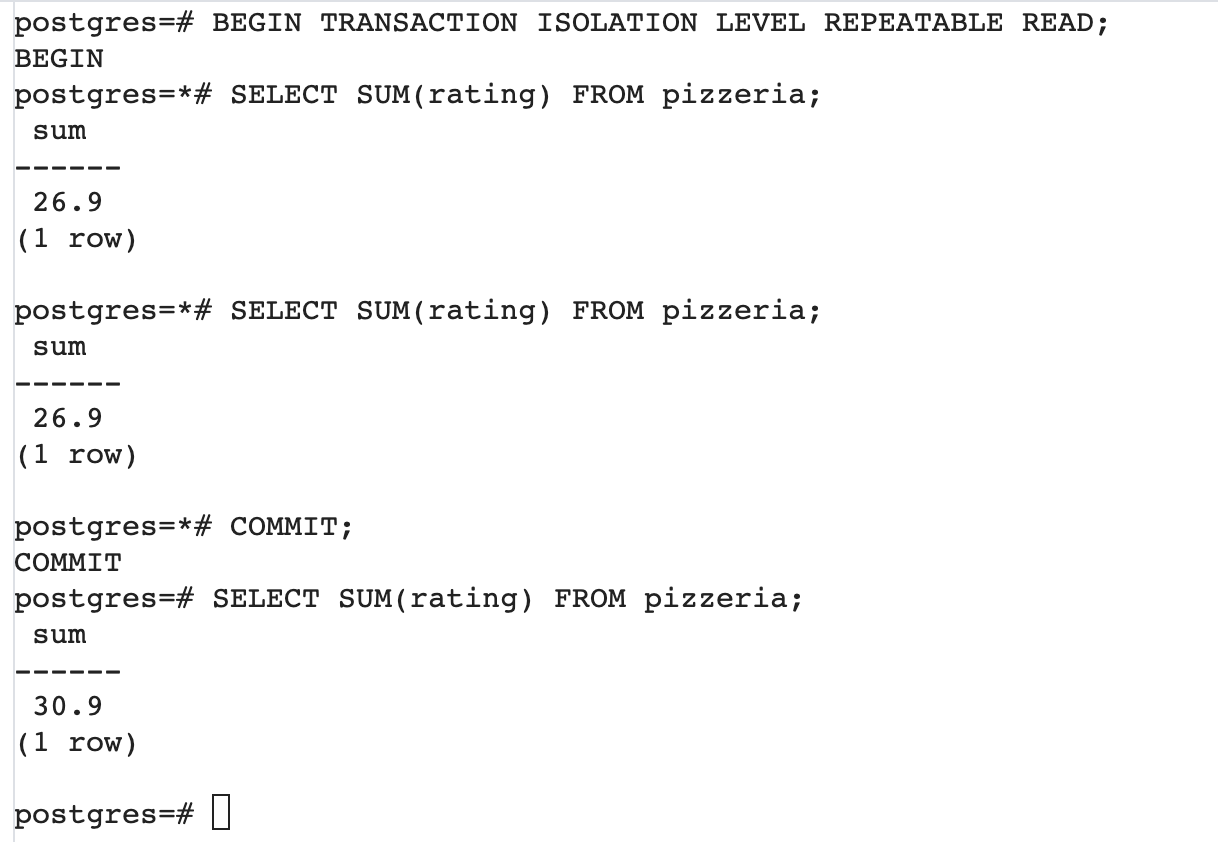 postgres=# BEGIN TRANSACTION ISOLATION LEVEL REPEATABLE READ;
BEGIN
postgres=*# SELECT SUM(rating) FROM pizzeria;
 sum
------
 26.9
(1 row)

postgres=*# SELECT SUM(rating) FROM pizzeria;
 sum
------
 26.9
(1 row)

postgres=*# COMMIT;
COMMIT
postgres=# SELECT SUM(rating) FROM pizzeria;
 sum
------
 30.9
(1 row)

postgres=#